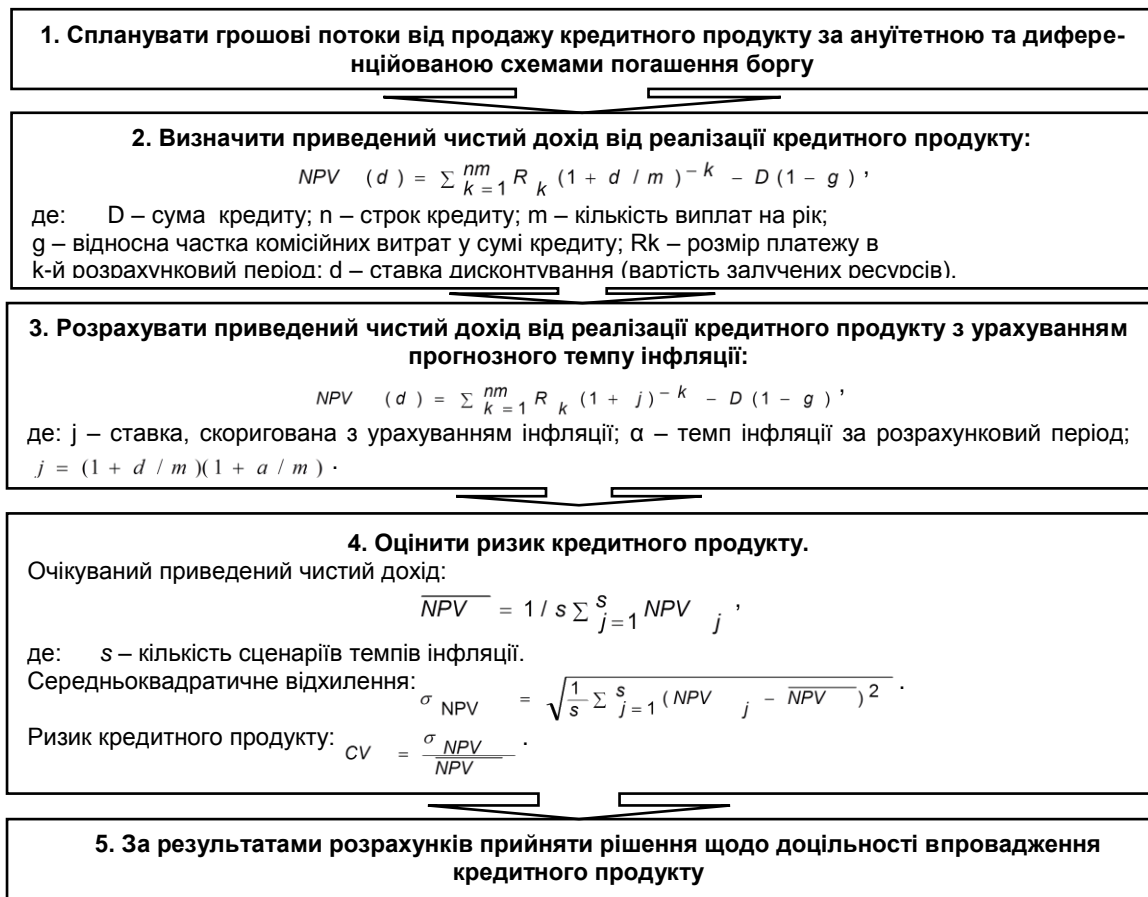 1. Спланувати грошові потоки від продажу кредитного продукту за ануїтетною та дифере-
нційованою схемами погашення боргу
2. Визначити приведений чистий дохід від реалізації кредитного продукту:
NPV (d) = ∑ nm k=1 R k (1 + d / m)^−k − D (1 − g) ,
де: D – сума кредиту; n – строк кредиту; m – кількість виплат на рік;
g – відносна частка комісійних витрат у сумі кредиту; Rk – розмір платежу в
k-й розрахунковий період; d – ставка дисконтування (вартість залучених ресурсів).
3. Розрахувати приведений чистий дохід від реалізації кредитного продукту з урахуванням
прогнозного темпу інфляції:
NPV (d) = ∑ nm k=1 R k (1 + j)^−k − D (1 − g) ,
де: j – ставка, скоригована з урахуванням інфляції; α – темп інфляції за розрахунковий період;
j = (1 + d / m)(1 + a / m) .
4. Оцінити ризик кредитного продукту.
Очікуваний приведений чистий дохід:
N̅P̅V̅ = 1 / s ∑ s j=1 NPV j ,
де: s – кількість сценаріїв темпів інфляції.
Середньоквадратичне відхилення: σ NPV = √(1/s ∑ s j=1 (NPV j − N̅P̅V̅)²) .
Ризик кредитного продукту: CV = σ NPV / N̅P̅V̅ .
5. За результатами розрахунків прийняти рішення щодо доцільності впровадження
кредитного продукту